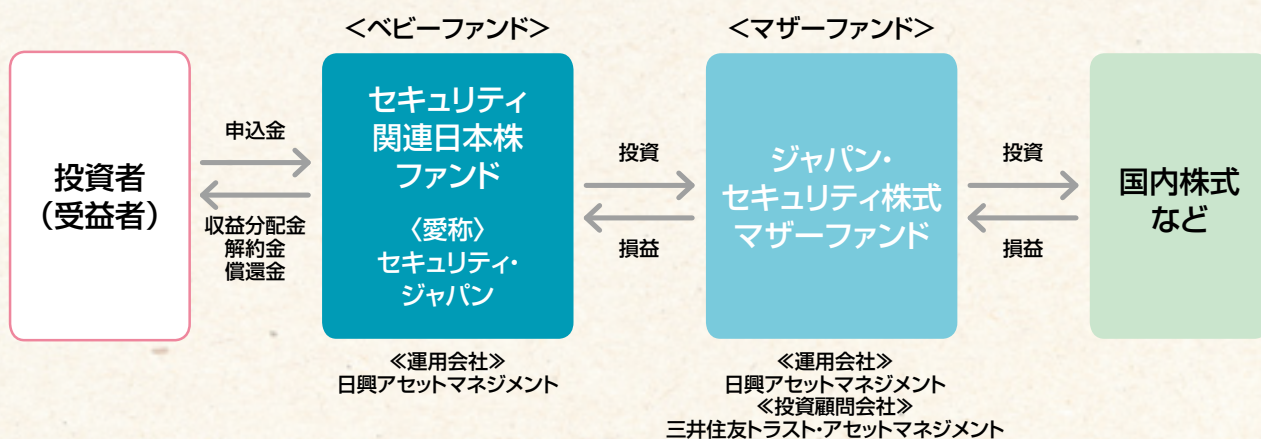 投資者
（受益者）
申込金
収益分配金
解約金
償還金
＜ベビーファンド＞
セキュリティ
関連日本株
ファンド
〈愛称〉
セキュリティ・
ジャパン
≪運用会社≫
日興アセットマネジメント
投資
損益
＜マザーファンド＞
ジャパン・
セキュリティ株式
マザーファンド
≪運用会社≫
日興アセットマネジメント
≪投資顧問会社≫
三井住友トラスト・アセットマネジメント
投資
損益
国内株式
など